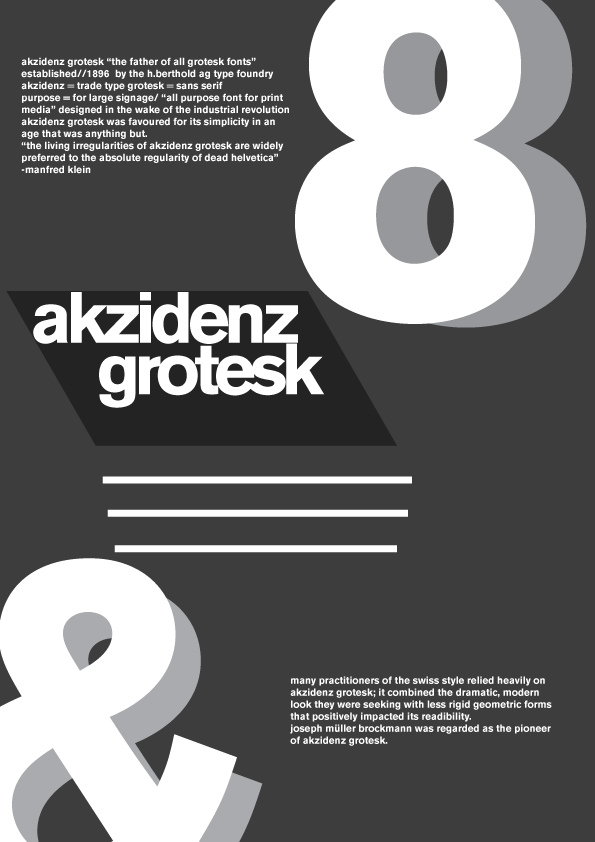 8
akzidenz grotesk “the father of all grotesk fonts”
established//1896 by the h.berthold ag type foundry
akzidenz = trade type grotesk = sans serif
purpose = for large signage/ “all purpose font for print
media” designed in the wake of the industrial revolution
akzidenz grotesk was favoured for its simplicity in an
age that was anything but.
“the living irregularities of akzidenz grotesk are widely
preferred to the absolute regularity of dead helvetica”
-manfred klein
akzidenz
grotesk
&
many practitioners of the swiss style relied heavily on
akzidenz grotesk; it combined the dramatic, modern
look they were seeking with less rigid geometric forms
that positively impacted its readibility.
joseph müller brockmann was regarded as the pioneer
of akzidenz grotesk.